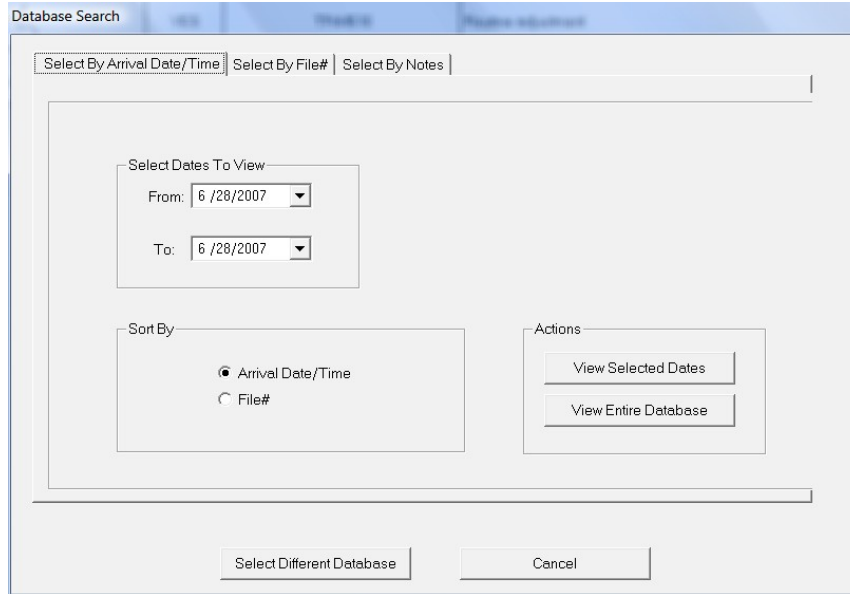 Database Search
Select By Arrival Date/Time Select By File# Select By Notes
Select Dates To View
From: 6 /28/2007
To: 6 /28/2007
Sort By
Arrival Date/Time
File#
Actions
View Selected Dates
View Entire Database
Select Different Database Cancel